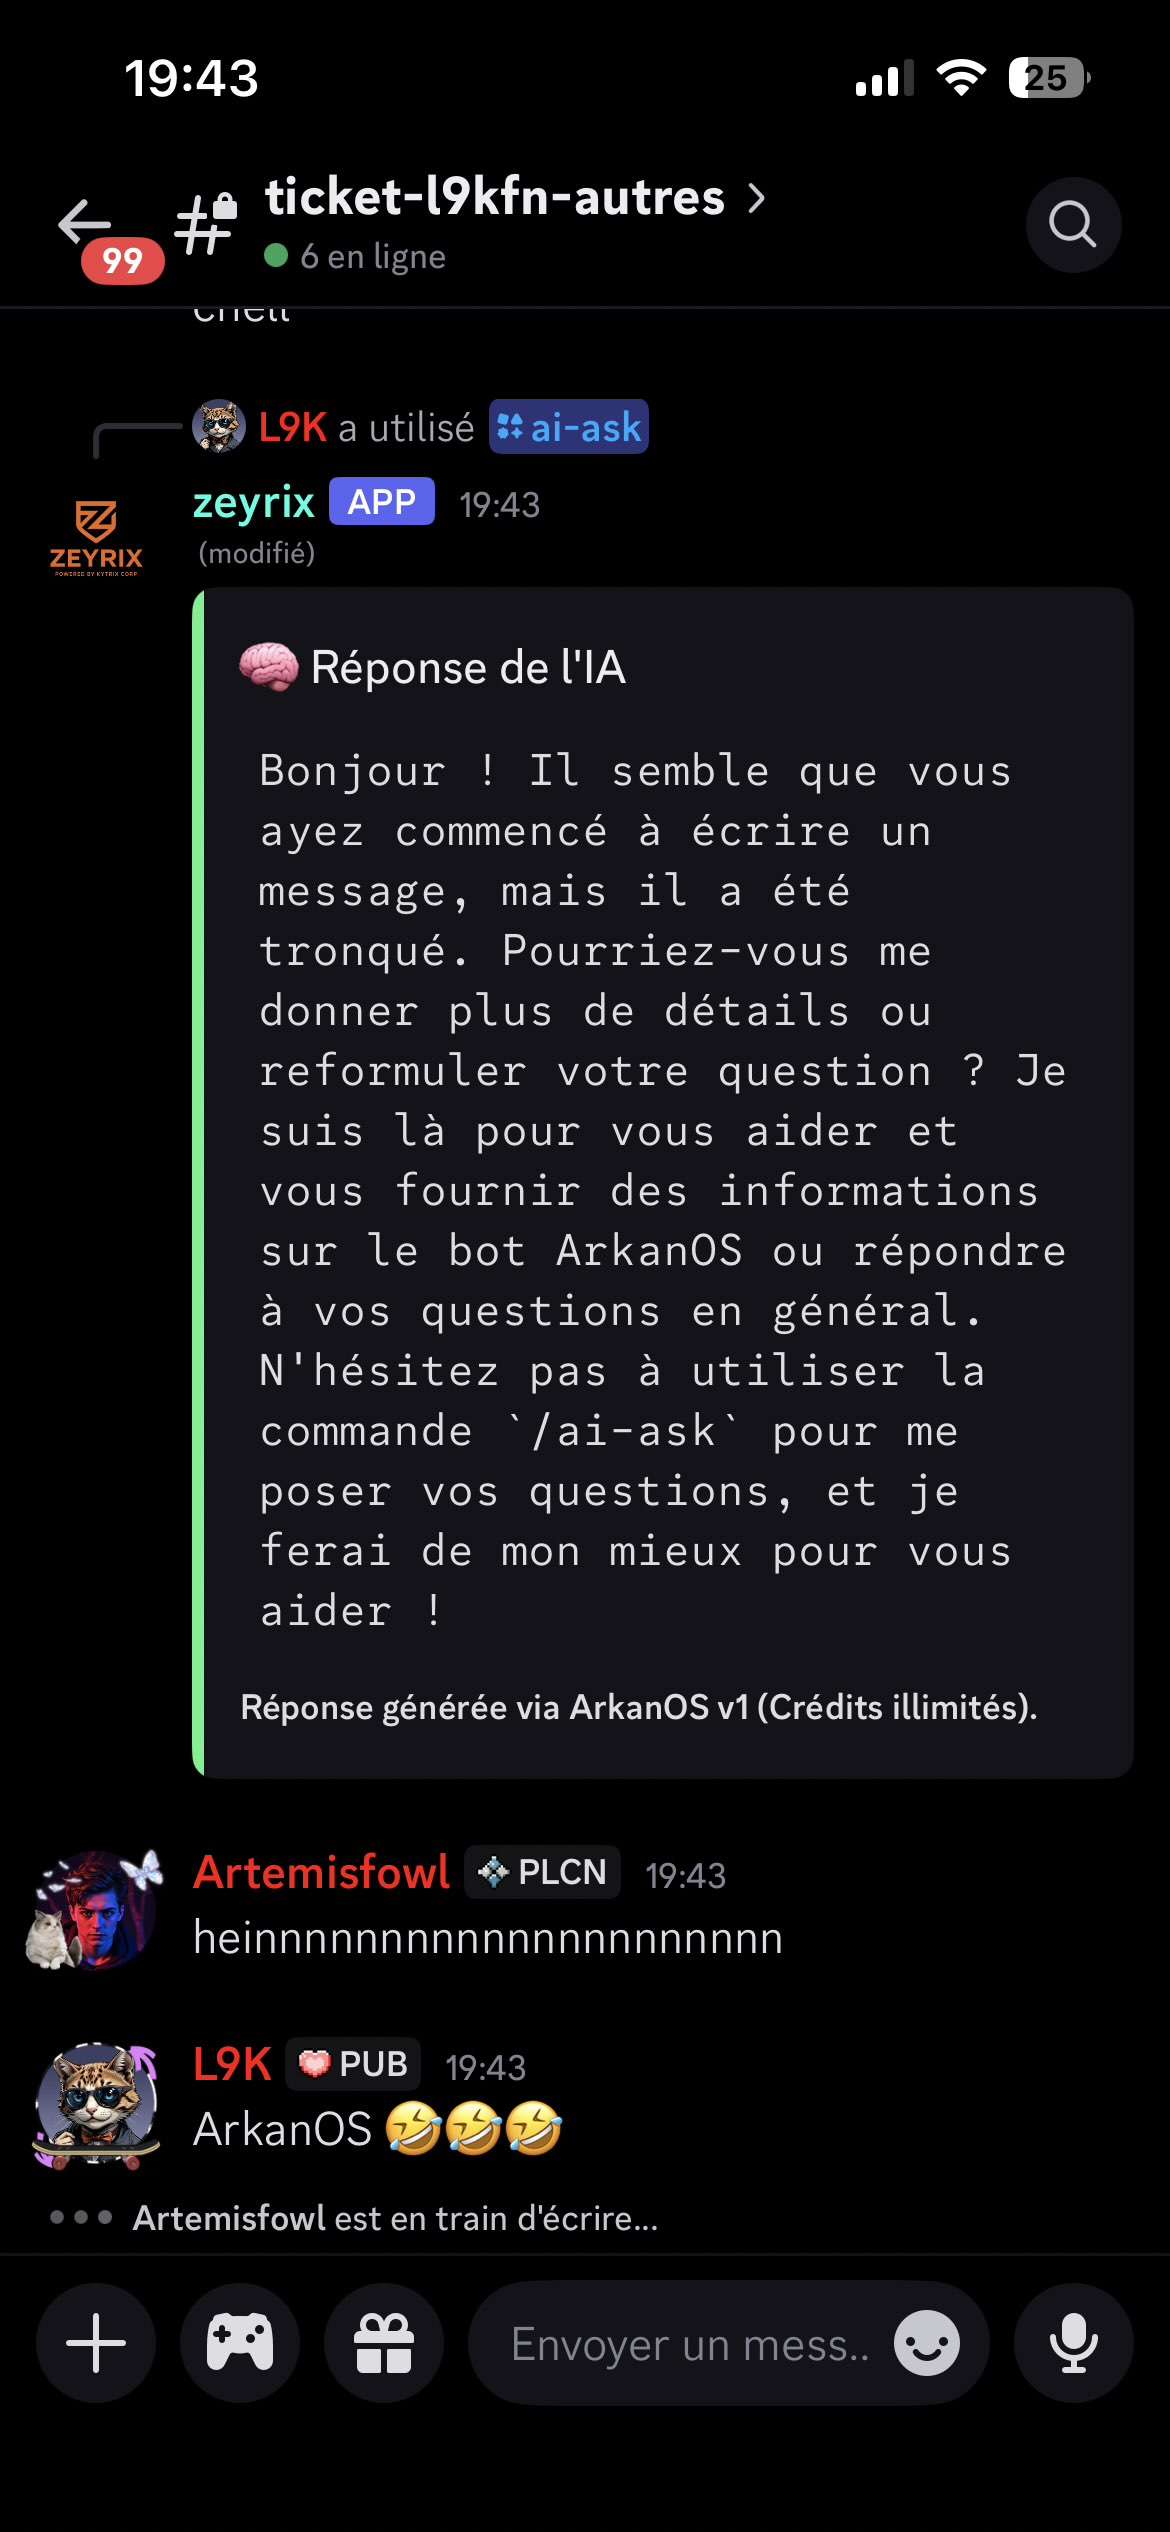 19:43
25
ticket-l9kfn-autres
99
6 en ligne
L9K a utilisé ai-ask
zeyrix APP 19:43
(modifié)
ZEYRIX
POWERED BY KYTRIX CORP
Réponse de l'IA
Bonjour ! Il semble que vous
ayez commencé à écrire un
message, mais il a été
tronqué. Pourriez-vous me
donner plus de détails ou
reformuler votre question ? Je
suis là pour vous aider et
vous fournir des informations
sur le bot ArkanOS ou répondre
à vos questions en général.
N'hésitez pas à utiliser la
commande `/ai-ask` pour me
poser vos questions, et je
ferai de mon mieux pour vous
aider !
Réponse générée via ArkanOS v1 (Crédits illimités).
Artemisfowl PLCN 19:43
heinnnnnnnnnnnnnnnnnnnnn
L9K PUB 19:43
ArkanOS 🤣🤣🤣
Artemisfowl est en train d'écrire...
Envoyer un mess..